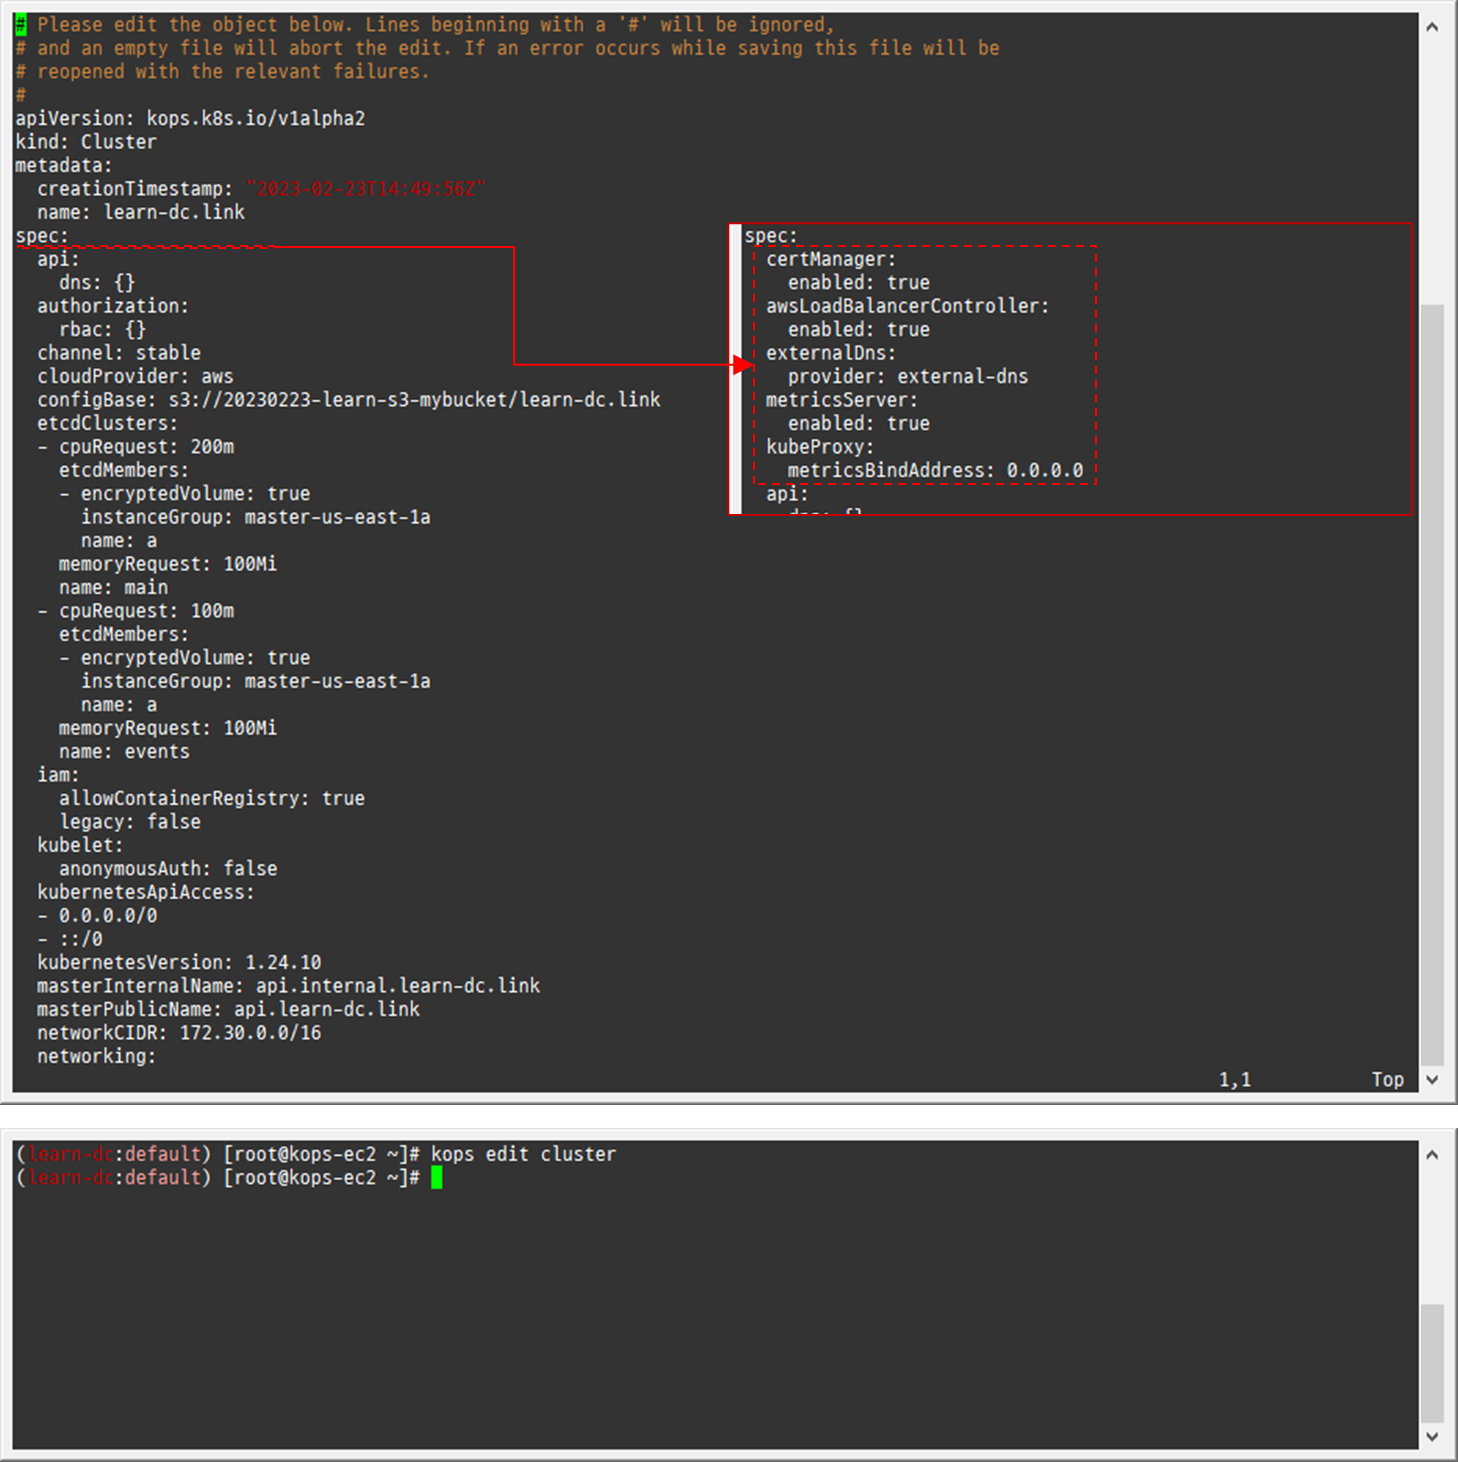 # Please edit the object below. Lines beginning with a '#' will be ignored,
# and an empty file will abort the edit. If an error occurs while saving this file will be
# reopened with the relevant failures.
#
apiVersion: kops.k8s.io/v1alpha2
kind: Cluster
metadata:
  creationTimestamp: "2023-02-23T14:49:56Z"
  name: learn-dc.link
spec:
  api:
    dns: {}
  authorization:
    rbac: {}
  channel: stable
  cloudProvider: aws
  configBase: s3://20230223-learn-s3-mybucket/learn-dc.link
  etcdClusters:
  - cpuRequest: 200m
    etcdMembers:
    - encryptedVolume: true
      instanceGroup: master-us-east-1a
      name: a
    memoryRequest: 100Mi
    name: main
  - cpuRequest: 100m
    etcdMembers:
    - encryptedVolume: true
      instanceGroup: master-us-east-1a
      name: a
    memoryRequest: 100Mi
    name: events
  iam:
    allowContainerRegistry: true
    legacy: false
  kubelet:
    anonymousAuth: false
  kubernetesApiAccess:
  - 0.0.0.0/0
  - ::/0
  kubernetesVersion: 1.24.10
  masterInternalName: api.internal.learn-dc.link
  masterPublicName: api.learn-dc.link
  networkCIDR: 172.30.0.0/16
  networking:
1,1 Top
spec:
  certManager:
    enabled: true
  awsLoadBalancerController:
    enabled: true
  externalDns:
    provider: external-dns
  metricsServer:
    enabled: true
  kubeProxy:
    metricsBindAddress: 0.0.0.0
  api:
    dns: {}
(learn-dc:default) [root@kops-ec2 ~]# kops edit cluster
(learn-dc:default) [root@kops-ec2 ~]#